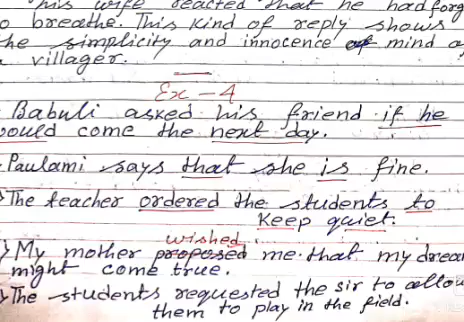 his wife reacted that he had forg
o breathe. This kind of reply shows
the simplicity and innocence of mind o
villager.
Ex - 4
Babuli asked his friend if he
would come the next day.
Paulami says that she is fine.
The teacher ordered the students to
keep quiet.
wished
My mother proposed me that my drea
might come true.
The students requested the sir to allow
them to play in the field.